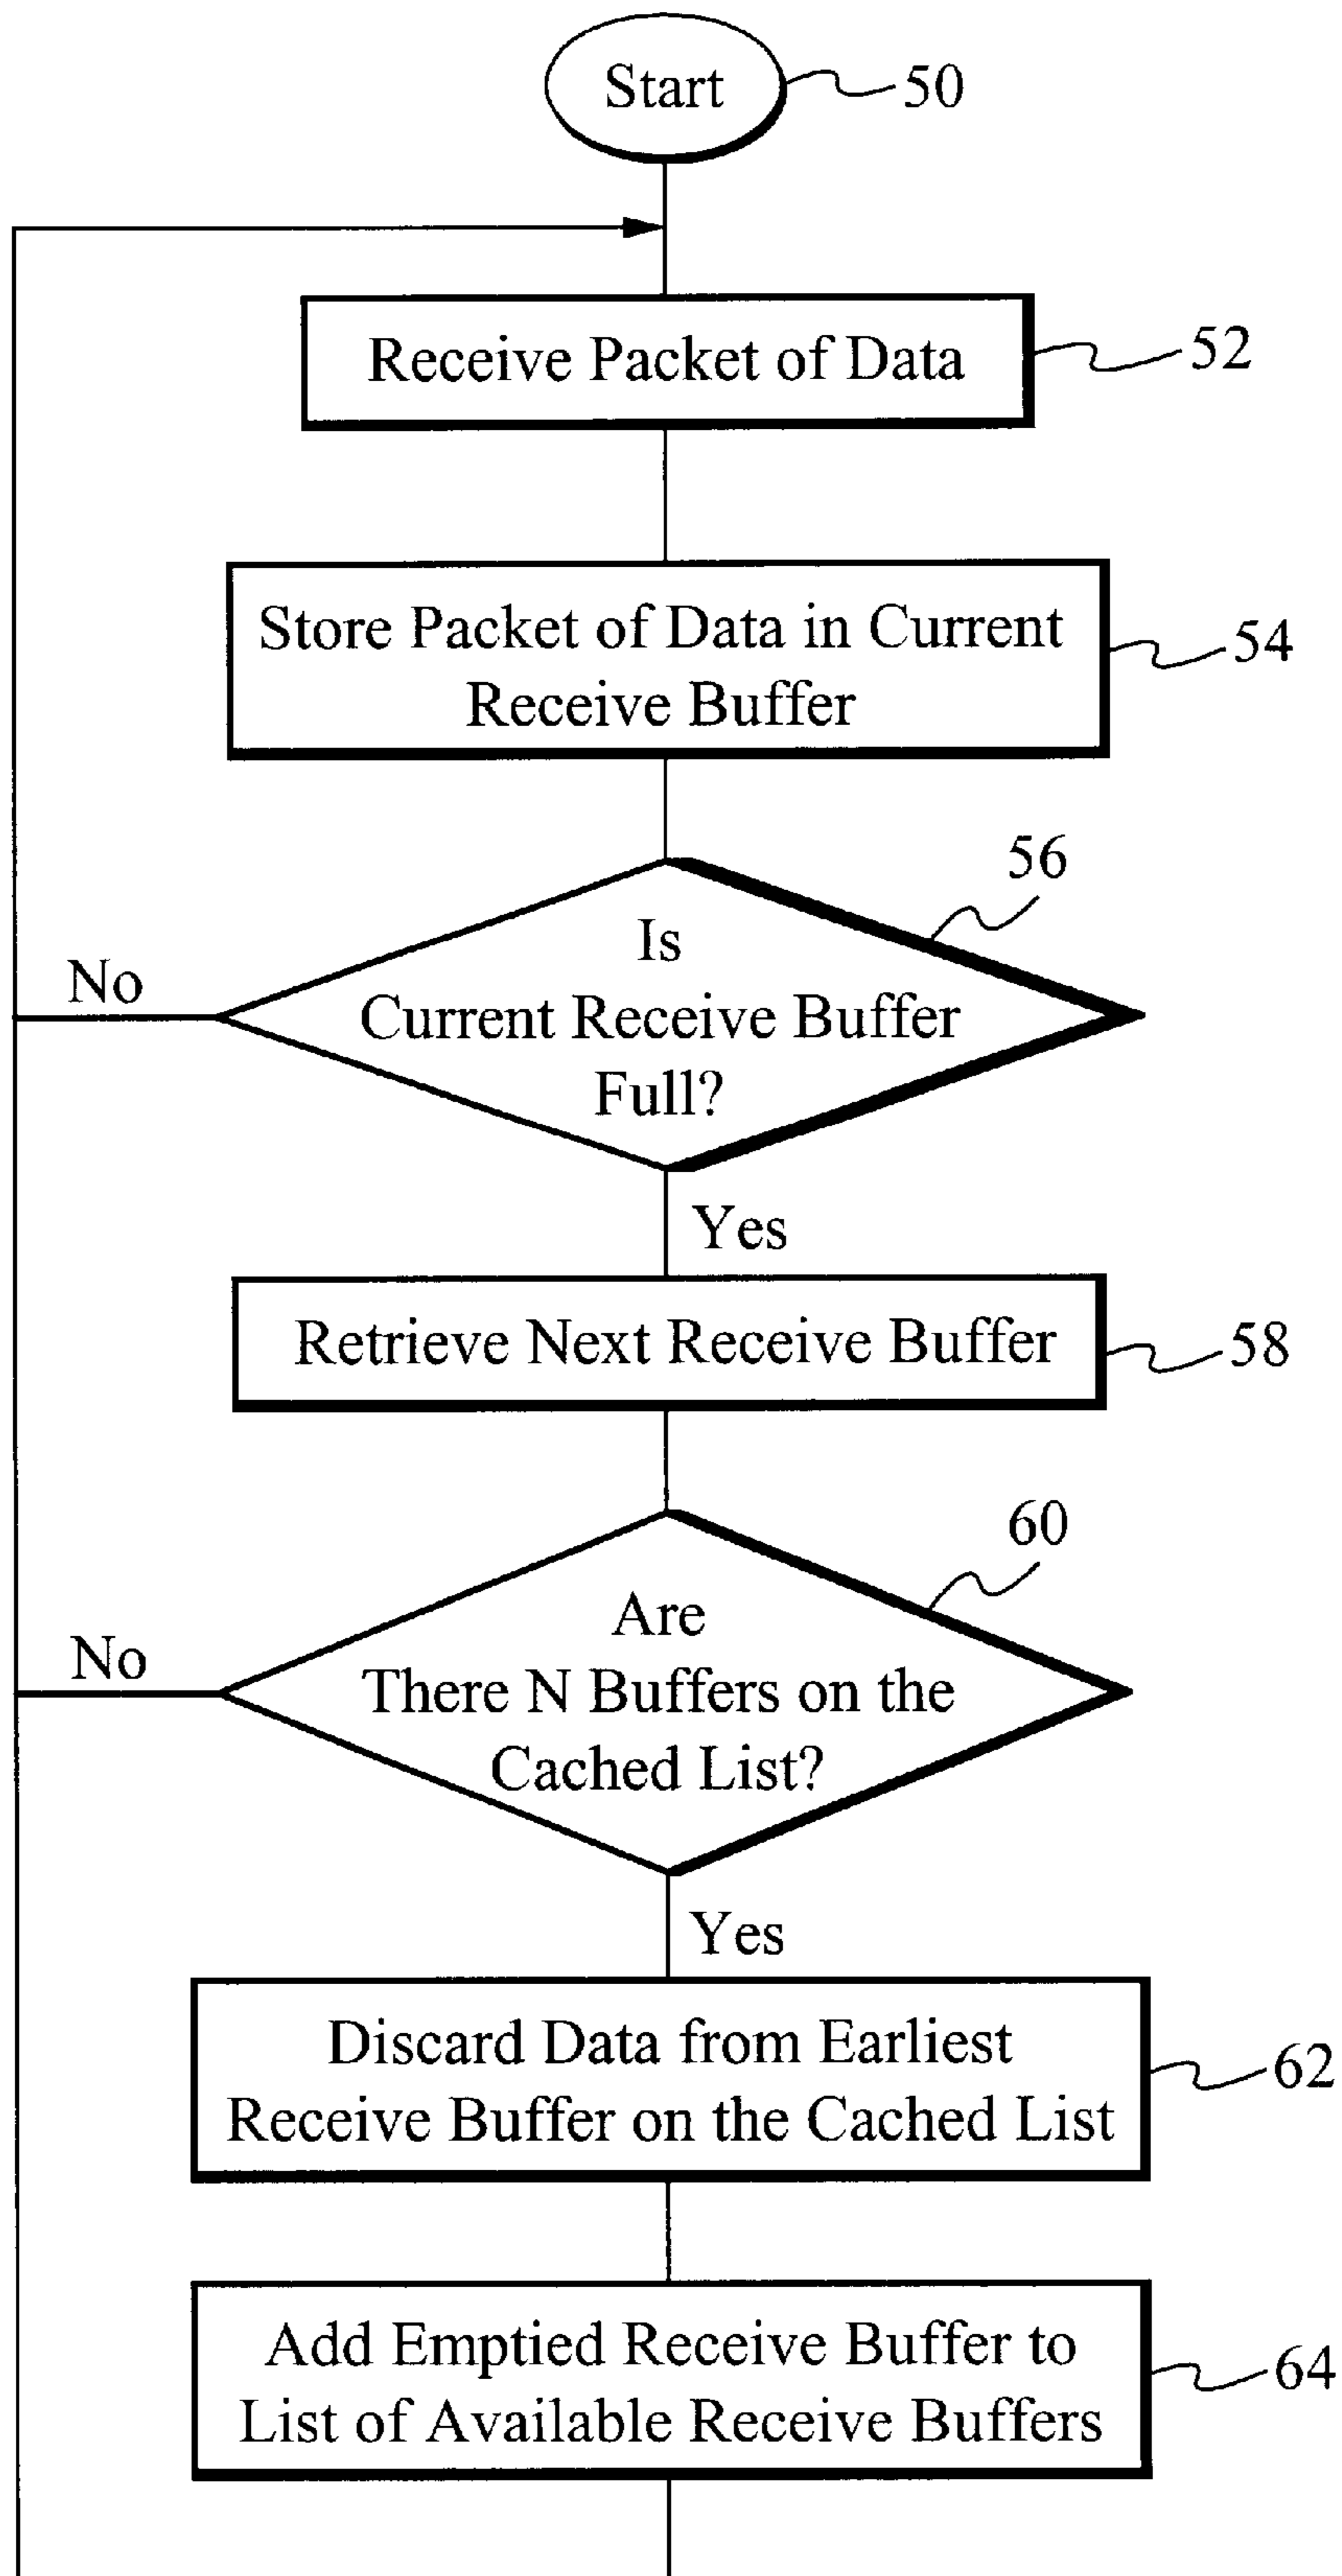 Start
50
Receive Packet of Data
52
Store Packet of Data in Current
Receive Buffer
54
56
Is
Current Receive Buffer
Full?
No
Yes
Retrieve Next Receive Buffer
58
60
Are
There N Buffers on the
Cached List?
No
Yes
Discard Data from Earliest
Receive Buffer on the Cached List
62
Add Emptied Receive Buffer to
List of Available Receive Buffers
64